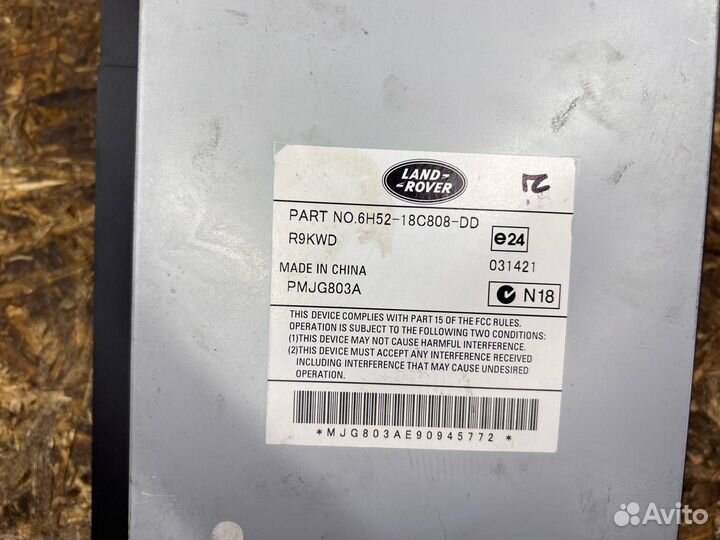 LAND-
-ROVER
PART NO.6H52-18C808-DD
R9KWD
e24
MADE IN CHINA
031421
PMJG803A
N18
THIS DEVICE COMPLIES WITH PART 15 OF THE FCC RULES.
OPERATION IS SUBJECT TO THE FOLLOWING TWO CONDITIONS:
(1)THIS DEVICE MAY NOT CAUSE HARMFUL INTERFERENCE.
(2)THIS DEVICE MUST ACCEPT ANY INTERFERENCE RECEIVED
INCLUDING INTERFERENCE THAT MAY CAUSE UNDESIRED
OPERATION.
*MJG803AE90945772*
Avito